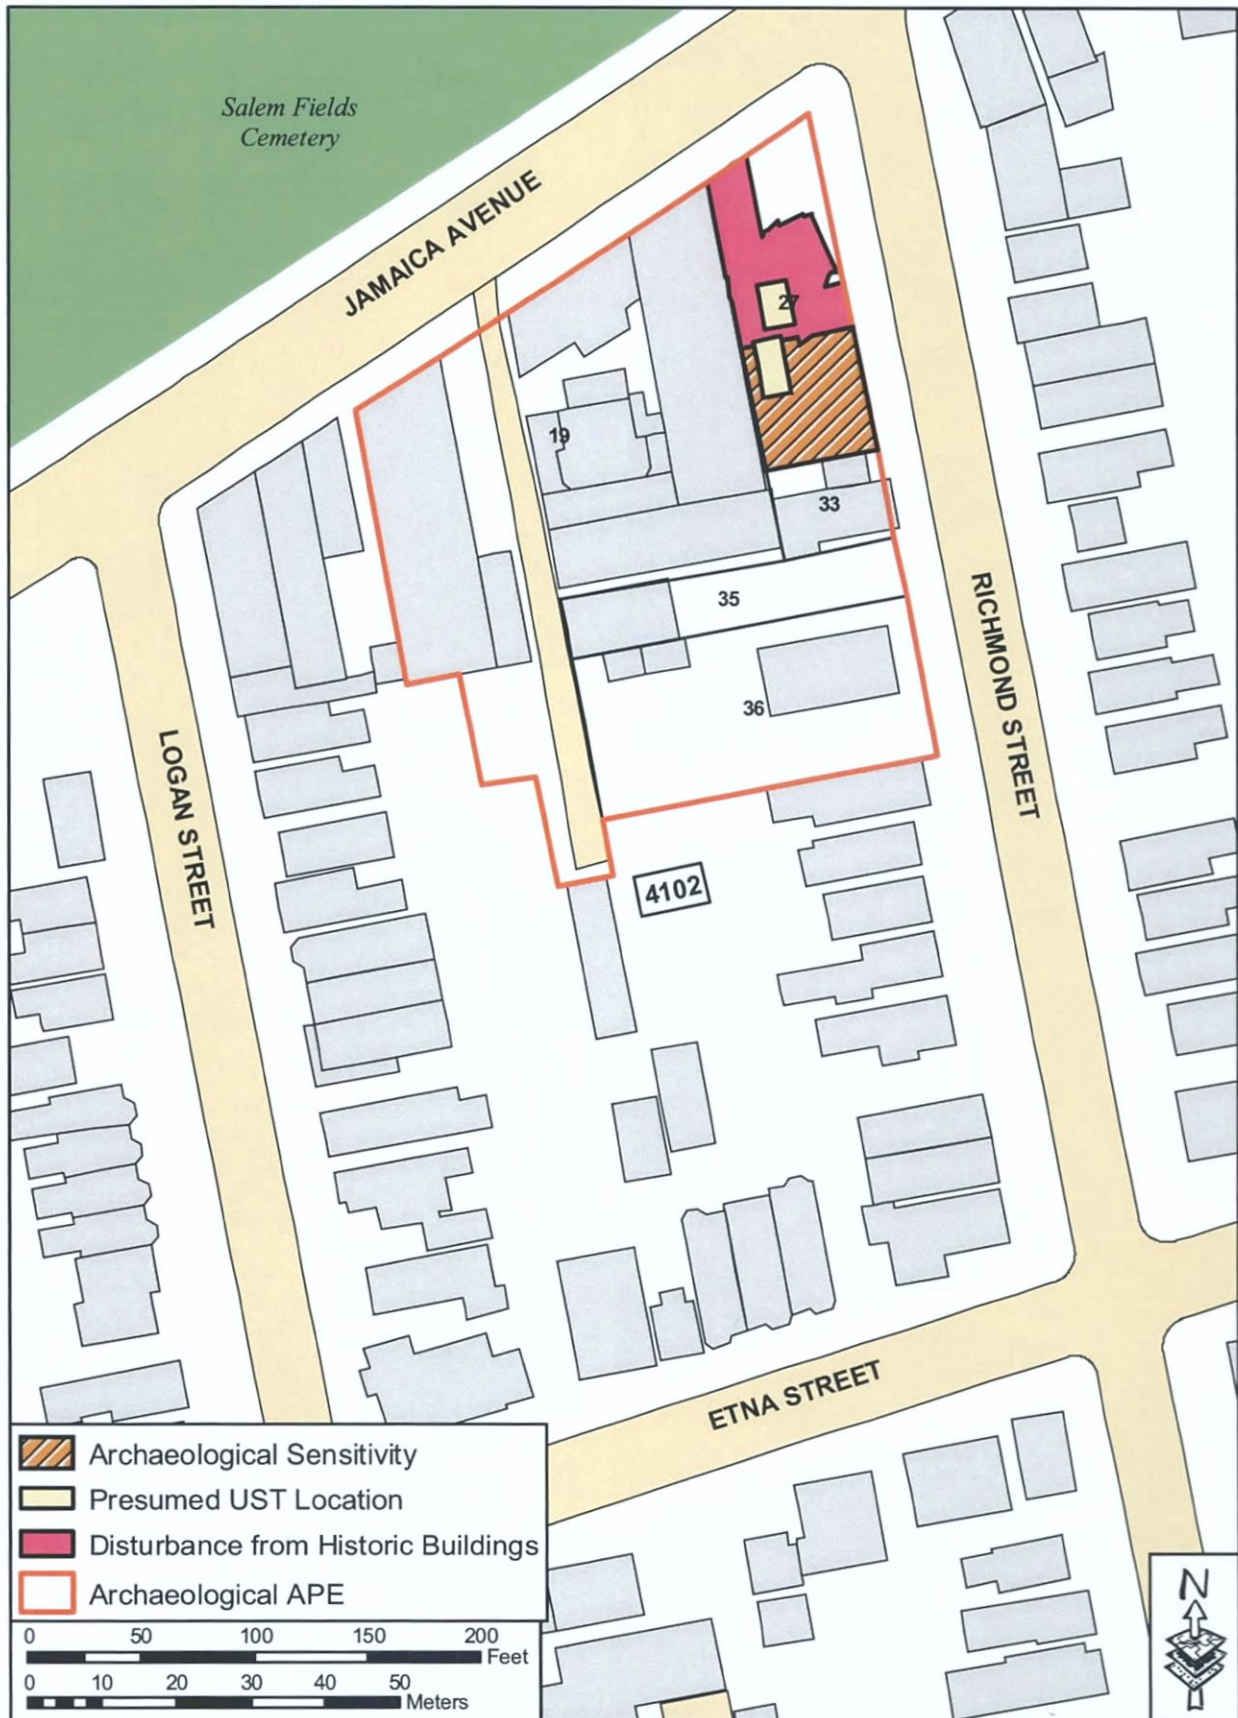 Salem Fields
Cemetery
JAMAICA AVENUE
27
19
33
35
RICHMOND STREET
36
LOGAN STREET
4102
ETNA STREET
Archaeological Sensitivity
Presumed UST Location
Disturbance from Historic Buildings
Archaeological APE
0 50 100 150 200
Feet
0 10 20 30 40 50
Meters
N